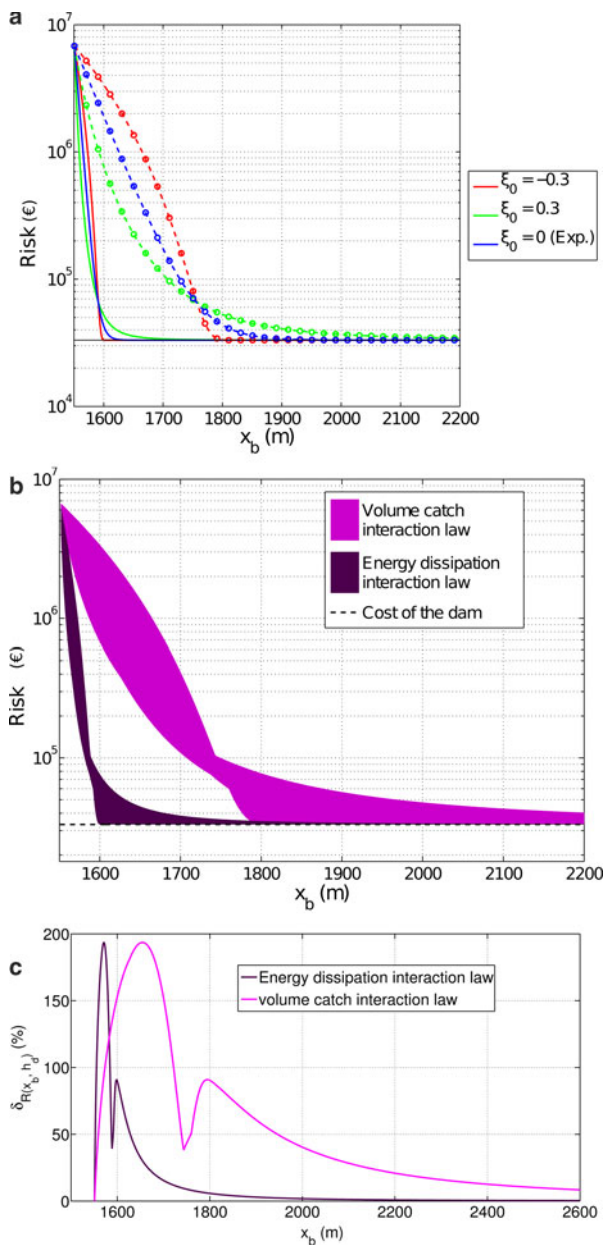 a
10^7
10^6
10^5
10^4
Risk (€)
1600 1700 1800 1900 2000 2100 2200
x_b (m)
ξ_0 = −0.3
ξ_0 = 0.3
ξ_0 = 0 (Exp.)
b
10^7
10^6
10^5
Risk (€)
Volume catch
interaction law
Energy dissipation
interaction law
Cost of the dam
1600 1700 1800 1900 2000 2100 2200
x_b (m)
c
200
150
100
50
0
δ_{R(x_b, h_d)} (%)
Energy dissipation interaction law
volume catch interaction law
1600 1800 2000 2200 2400 2600
x_b (m)